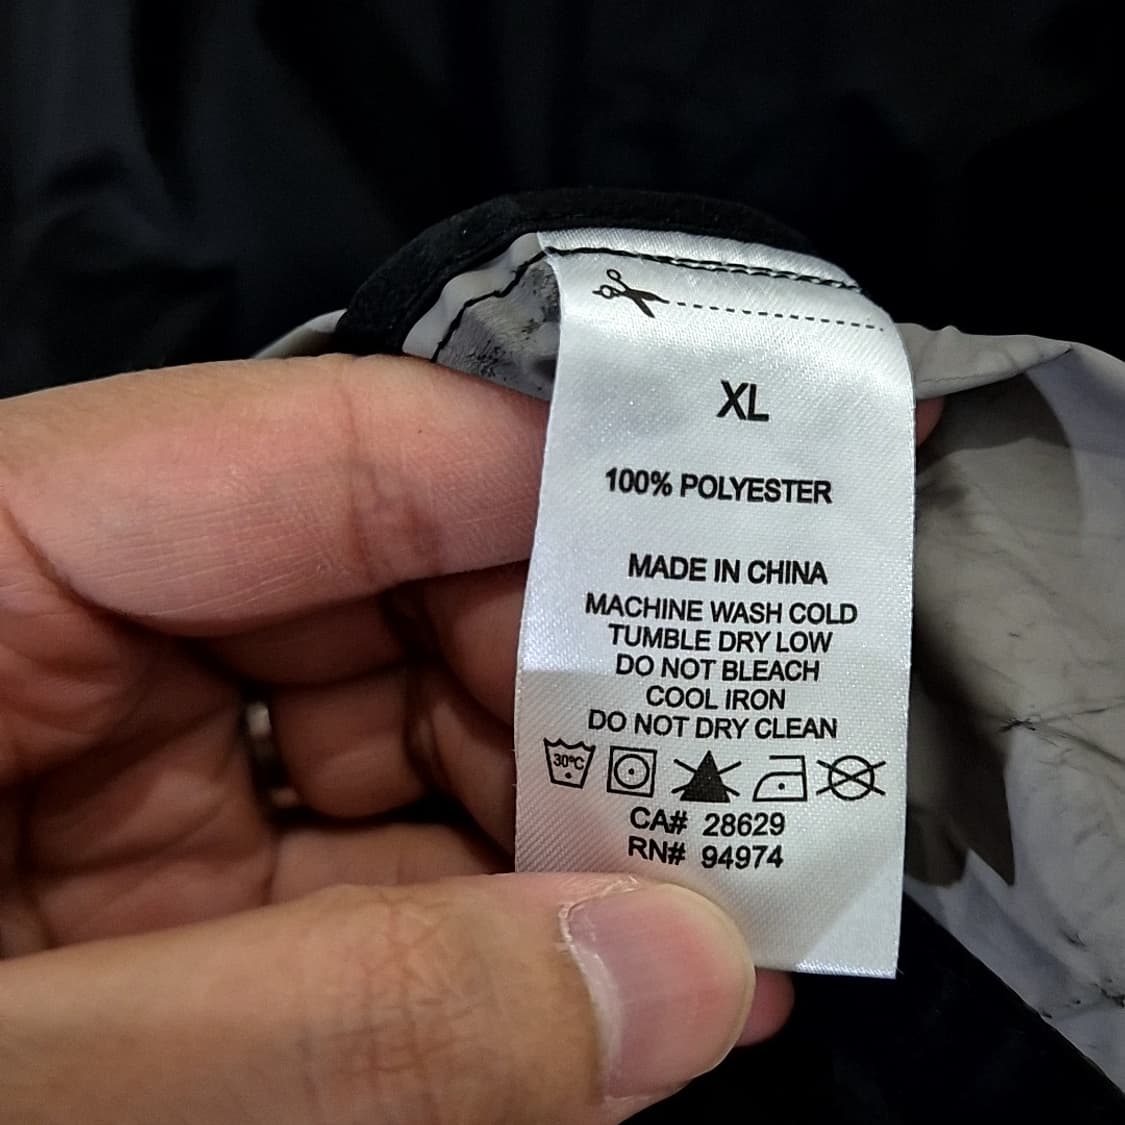 XL
100% POLYESTER
MADE IN CHINA
MACHINE WASH COLD
TUMBLE DRY LOW
DO NOT BLEACH
COOL IRON
DO NOT DRY CLEAN
30°C
CA# 28629
RN# 94974